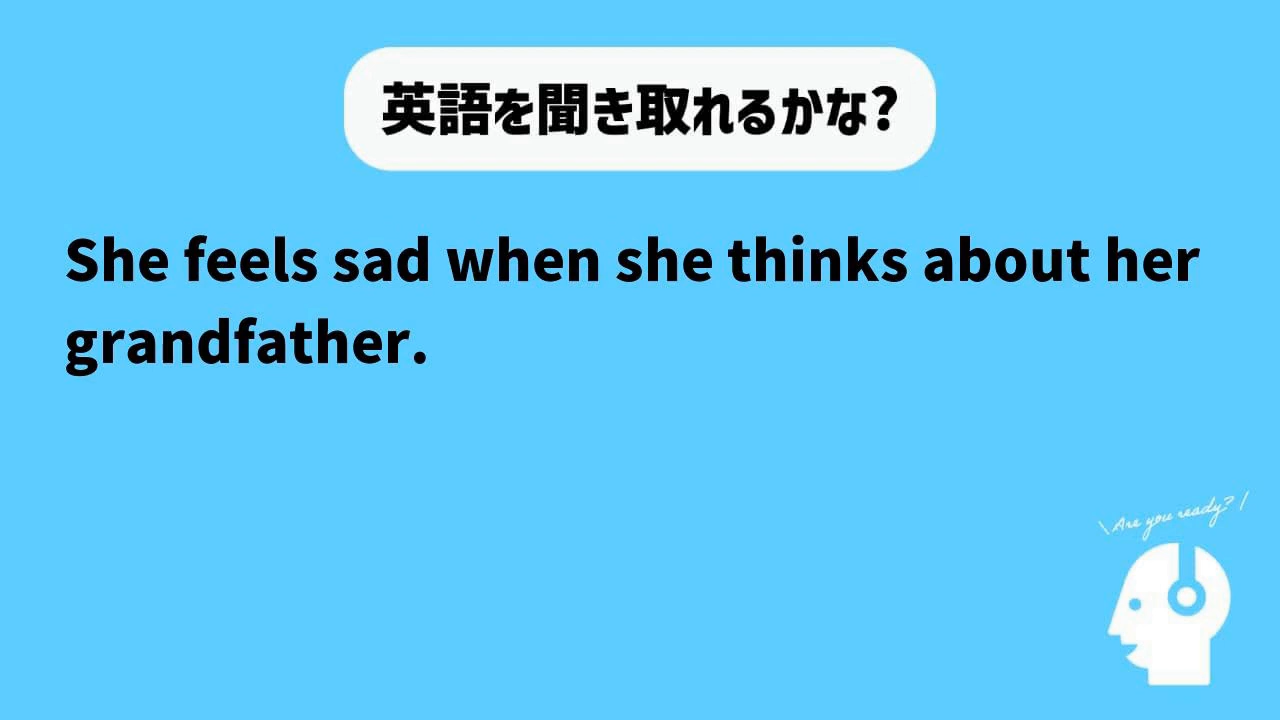 英語を聞き取れるかな?
She feels sad when she thinks about her
grandfather.
\ Are you ready? /